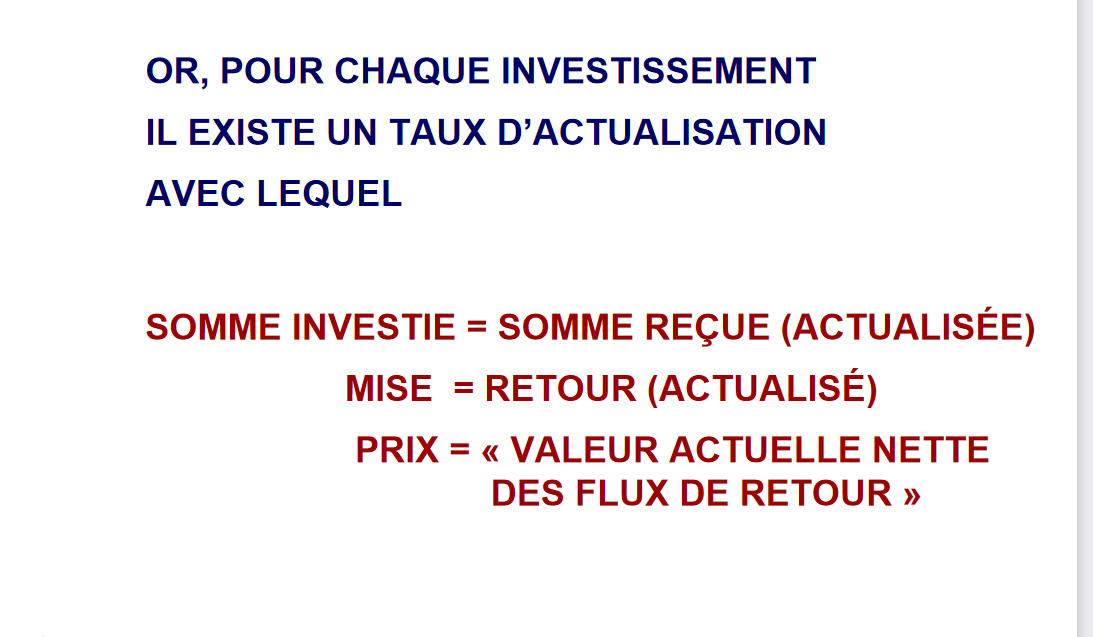 OR, POUR CHAQUE INVESTISSEMENT
IL EXISTE UN TAUX D’ACTUALISATION
AVEC LEQUEL
SOMME INVESTIE = SOMME REÇUE (ACTUALISÉE)
MISE = RETOUR (ACTUALISÉ)
PRIX = « VALEUR ACTUELLE NETTE
DES FLUX DE RETOUR »